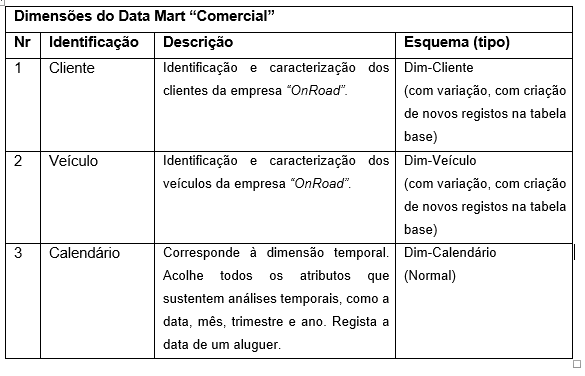 Dimensões do Data Mart “Comercial”
Nr Identificação Descrição Esquema (tipo)
1 Cliente Identificação e caracterização dos Dim-Cliente
clientes da empresa “OnRoad”. (com variação, com criação
de novos registos na tabela
base)
2 Veículo Identificação e caracterização dos Dim-Veículo
veículos da empresa “OnRoad”. (com variação, com criação
de novos registos na tabela
base)
3 Calendário Corresponde à dimensão temporal. Dim-Calendário
Acolhe todos os atributos que (Normal)
sustentem análises temporais, como a
data, mês, trimestre e ano. Regista a
data de um aluguer.